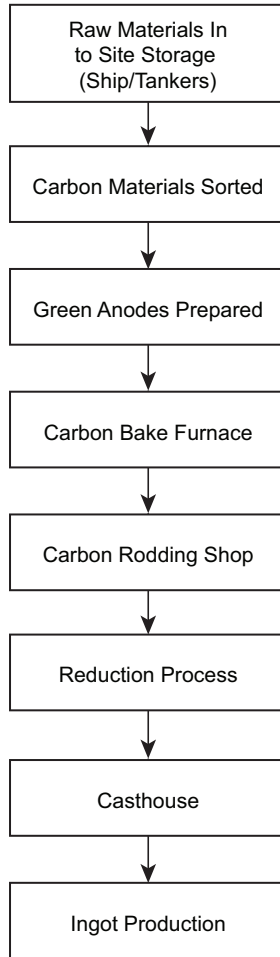 Raw Materials In
to Site Storage
(Ship/Tankers)
Carbon Materials Sorted
Green Anodes Prepared
Carbon Bake Furnace
Carbon Rodding Shop
Reduction Process
Casthouse
Ingot Production